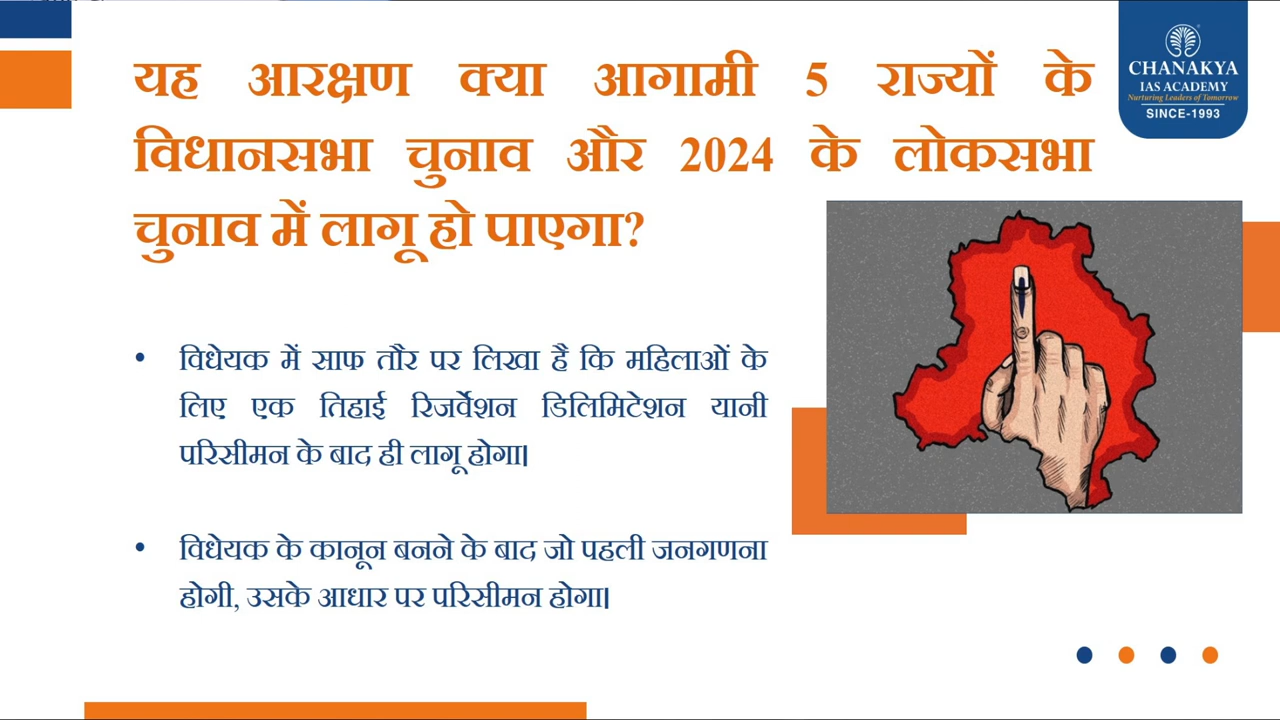 यह आरक्षण क्या आगामी 5 राज्यों के
विधानसभा चुनाव और 2024 के लोकसभा
चुनाव में लागू हो पाएगा?
CHANAKYA
IAS ACADEMY
Nurturing Leaders of Tomorrow
SINCE-1993
• विधेयक में साफ तौर पर लिखा है कि महिलाओं के
लिए एक तिहाई रिजर्वेशन डिलिमिटेशन यानी
परिसीमन के बाद ही लागू होगा।
• विधेयक के कानून बनने के बाद जो पहली जनगणना
होगी, उसके आधार पर परिसीमन होगा।